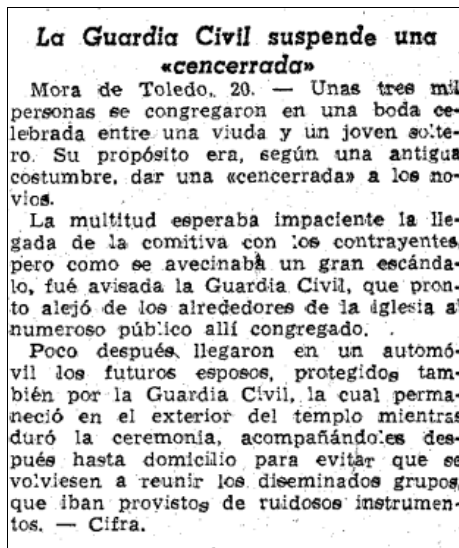 La Guardia Civil suspende una
«cencerrada»
Mora de Toledo, 20. — Unas tres mil
personas se congregaron en una boda ce-
lebrada entre una viuda y un joven solte-
ro. Su propósito era, según una antigua
costumbre, dar una «cencerrada» a los no-
vios.
La multitud esperaba impaciente la lle-
gada de la comitiva con los contrayentes,
pero como se avecinaba un gran escánda-
lo, fué avisada la Guardia Civil, que pron-
to alejó de los alrededores de la iglesia al
numeroso público allí congregado.
Poco después, llegaron en un automó-
vil los futuros esposos, protegidos tam-
bién por la Guardia Civil, la cual perma-
neció en el exterior del templo mientras
duró la ceremonia, acompañándoles des-
pués hasta domicilio para evitar que se
volviesen a reunir los diseminados grupos,
que iban provistos de ruidosos instrumen-
tos. — Cifra.